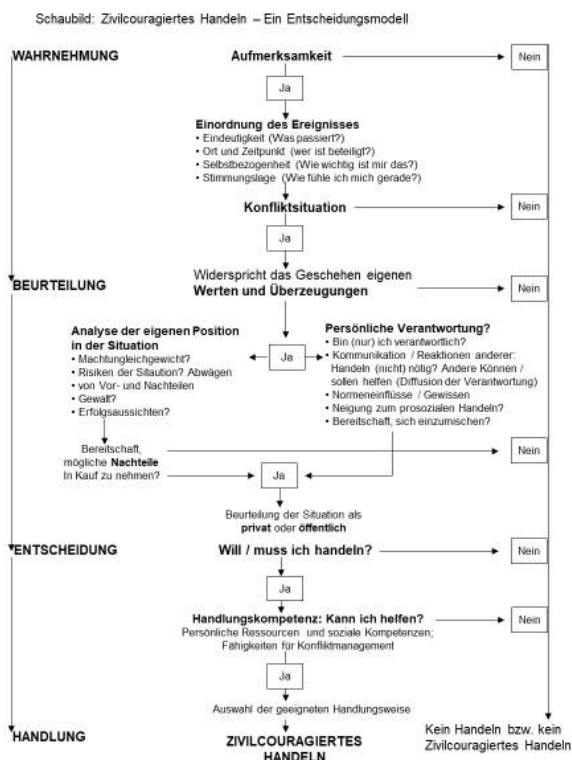 Schaubild: Zivilcouragiertes Handeln – Ein Entscheidungsmodell
WAHRNEHMUNG
Aufmerksamkeit
Nein
Ja
Einordnung des Ereignisses
• Eindeutigkeit (Was passiert?)
• Ort und Zeitpunkt (wer ist beteiligt?)
• Selbstbezogenheit (Wie wichtig ist mir das?)
• Stimmungslage (Wie fühle ich mich gerade?)
Konfliktsituation
Nein
Ja
BEURTEILUNG
Widerspricht das Geschehen eigenen
Werten und Überzeugungen
Nein
Ja
Analyse der eigenen Position
in der Situation
• Machtungleichgewicht?
• Risiken der Sitaution? Abwägen
• von Vor- und Nachteilen
• Gewalt?
• Erfolgsaussichten?
Persönliche Verantwortung?
• Bin (nur) ich verantwortlich?
• Kommunikation / Reaktionen anderer:
Handeln (nicht) nötig? Andere Können /
sollen helfen (Diffusion der Verantwortung)
• Normeneinflüsse / Gewissen
• Neigung zum prosozialen Handeln?
• Bereitschaft, sich einzumischen?
Bereitschaft,
mögliche Nachteile
In Kauf zu nehmen?
Nein
Ja
Beurteilung der Situation als
privat oder öffentlich
ENTSCHEIDUNG
Will / muss ich handeln?
Nein
Ja
Handlungskompetenz: Kann ich helfen?
Persönliche Ressourcen und soziale Kompetenzen;
Fähigkeiten für Konfliktmanagement
Nein
Ja
Auswahl der geeigneten Handlungsweise
HANDLUNG
ZIVILCOURAGIERTES
HANDELN
Kein Handeln bzw. kein
Zivilcouragiertes Handeln